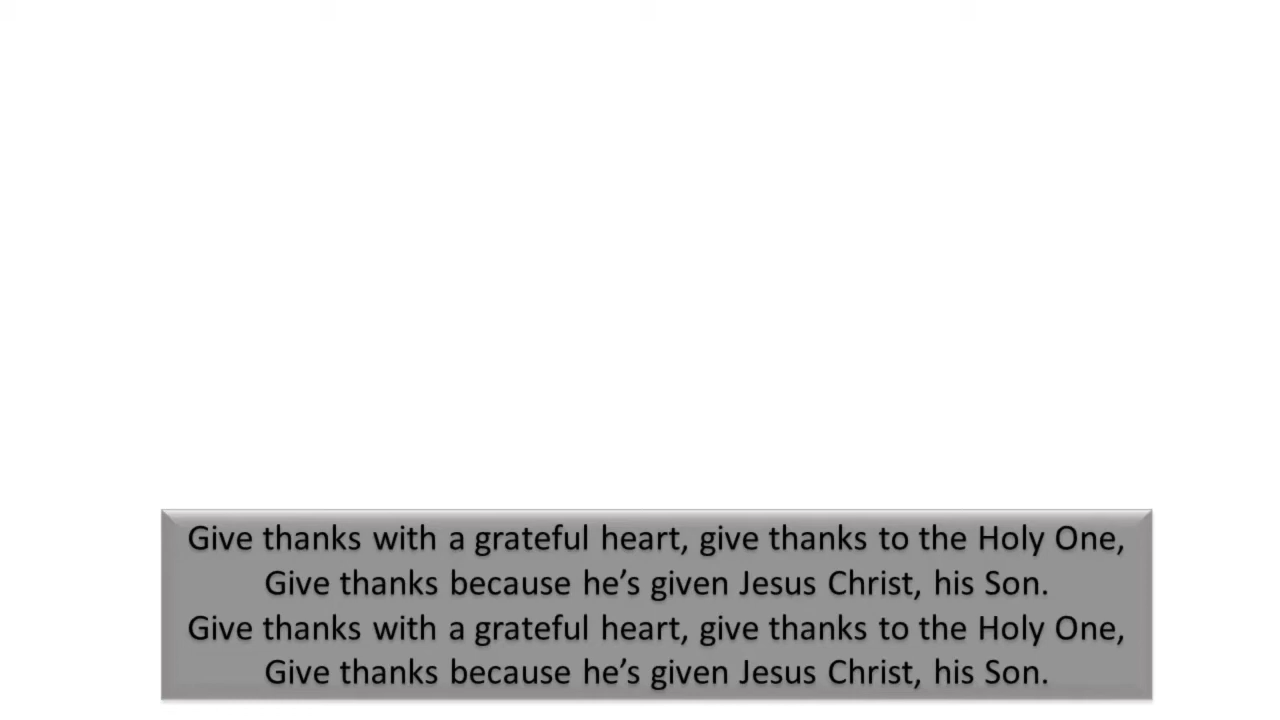 Give thanks with a grateful heart, give thanks to the Holy One,
Give thanks because he’s given Jesus Christ, his Son.
Give thanks with a grateful heart, give thanks to the Holy One,
Give thanks because he’s given Jesus Christ, his Son.